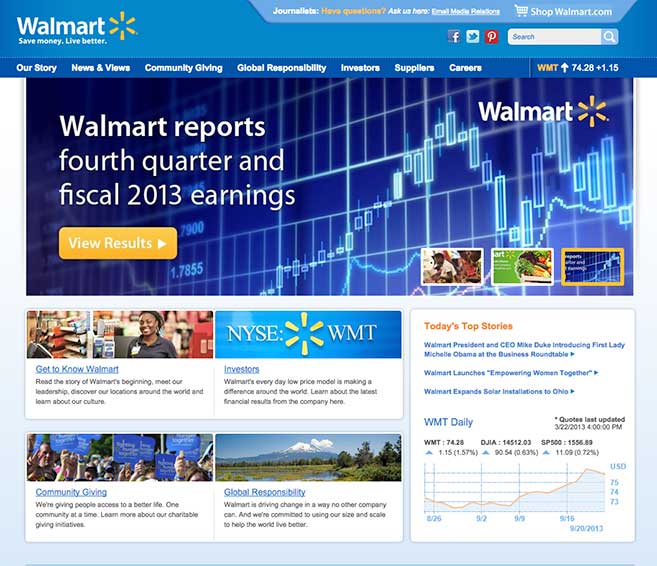 Walmart
Save money. Live better.
Journalists: Have questions? Ask us here: Email Media Relations
Shop Walmart.com
Search
Our Story News & Views Community Giving Global Responsibility Investors Suppliers Careers WMT 74.28 +1.15
Walmart reports
fourth quarter and
fiscal 2013 earnings
View Results
Walmart
.7900
1.7855
reports
NYSE: WMT
Get to Know Walmart
Read the story of Walmart's beginning, meet our
leadership, discover our locations around the world and
learn about our culture.
Investors
Walmart's every day low price model is making a
difference around the world. Learn about the latest
financial results from the company here.
Community Giving
We're giving people access to a better life. One
community at a time. Learn more about our charitable
giving initiatives.
Global Responsibility
Walmart is driving change in a way no other company
can. And we're committed to using our size and scale
to help the world live better.
Today's Top Stories
Walmart President and CEO Mike Duke Introducing First Lady
Michelle Obama at the Business Roundtable
Walmart Launches "Empowering Women Together"
Walmart Expands Solar Installations to Ohio
WMT Daily
* Quotes last updated
3/22/2013 4:00:00 PM
WMT : 74.28 DJIA : 14512.03 SP500 : 1556.89
1.15 (1.57%) 90.54 (0.63%) 11.09 (0.72%)
USD
75
74
73
8/26 9/2 9/9 9/16
9/20/2013